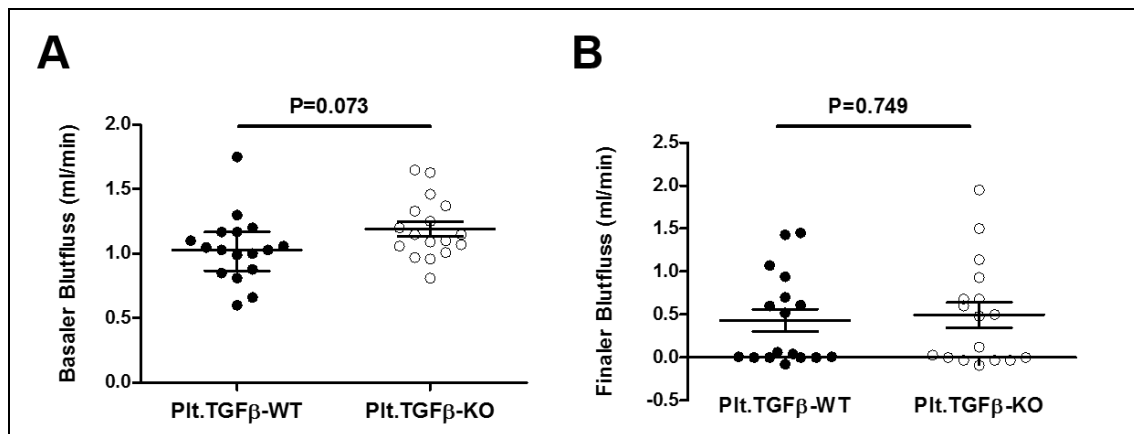 A
P=0.073
Basaler Blutfluss (ml/min)
2.0
1.5
1.0
0.5
0.0
Plt.TGFβ-WT
Plt.TGFβ-KO
B
P=0.749
Finaler Blutfluss (ml/min)
2.5
2.0
1.5
1.0
0.5
0.0
-0.5
Plt.TGFβ-WT
Plt.TGFβ-KO